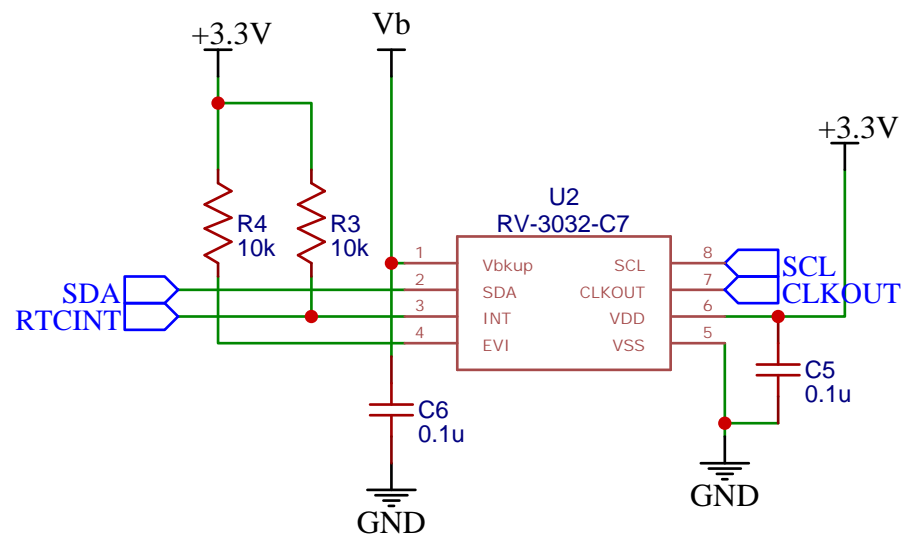 +3.3V
Vb
+3.3V
U2
RV-3032-C7
R4
10k
R3
10k
1
Vbkup
SCL
8
SCL
SDA
2
SDA
CLKOUT
7
CLKOUT
RTCINT
3
INT
VDD
6
4
EVI
VSS
5
C5
0.1u
C6
0.1u
GND
GND